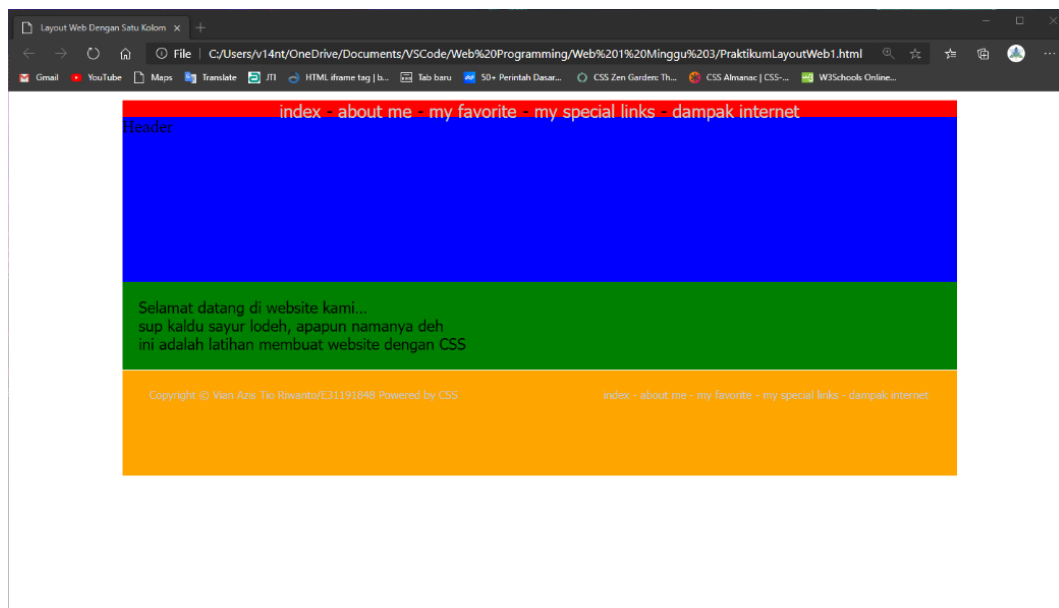 Layout Web Dengan Satu Kolom
File | C:/Users/v14nt/OneDrive/Documents/VSCode/Web%20Programming/Web%201%20Minggu%203/PraktikumLayoutWeb1.html
Gmail YouTube Maps Translate JTI HTML iframe tag | b... Tab baru 50+ Perintah Dasar... CSS Zen Garden: Th... CSS Almanac | CSS-... W3Schools Online...
index - about me - my favorite - my special links - dampak internet
Header
Selamat datang di website kami...
sup kaldu sayur lodeh, apapun namanya deh
ini adalah latihan membuat website dengan CSS
Copyright © Vian Azis Tio Riwanto/E31191848 Powered by CSS
index - about me - my favorite - my special links - dampak internet